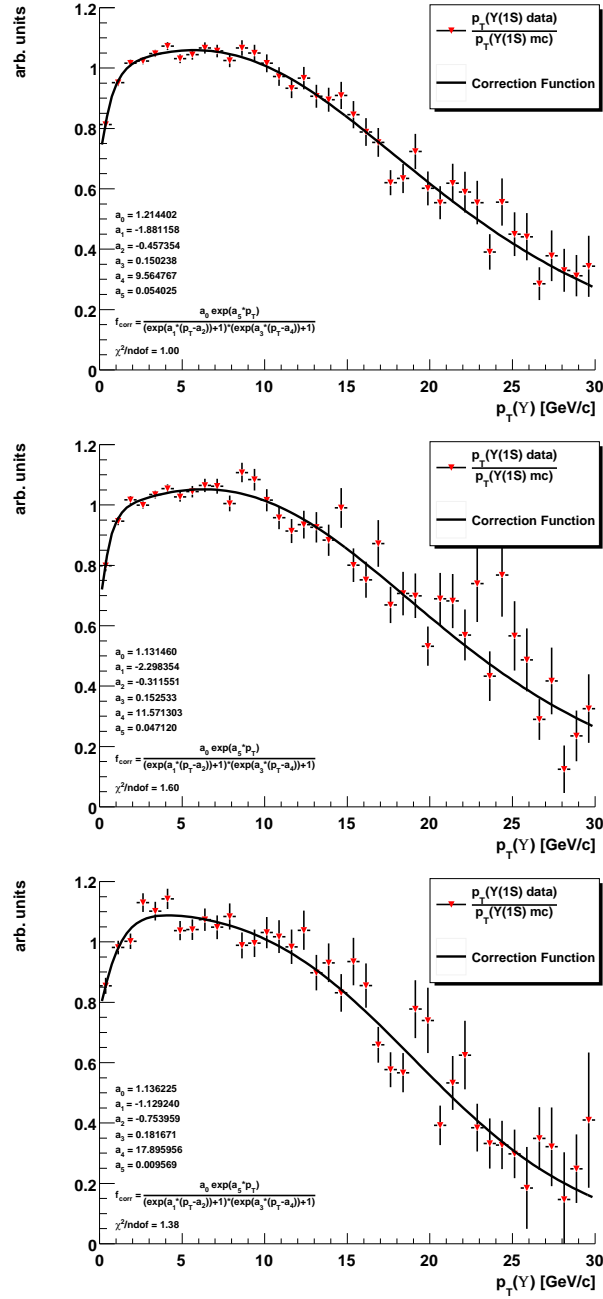 arb. units
1.2
1
0.8
0.6
0.4
0.2
0
0 5 10 15 20 25 30
p_T(Υ) [GeV/c]
p_T(Υ(1S) data)
p_T(Υ(1S) mc)
Correction Function
a_0 = 1.214402
a_1 = -1.881158
a_2 = -0.457354
a_3 = 0.150238
a_4 = 9.564767
a_5 = 0.054025
f_corr = a_0 exp(a_5*p_T)
(exp(a_1*(p_T-a_2))+1)*(exp(a_3*(p_T-a_4))+1)
χ²/ndof = 1.00
arb. units
1.2
1
0.8
0.6
0.4
0.2
0
0 5 10 15 20 25 30
p_T(Υ) [GeV/c]
p_T(Υ(1S) data)
p_T(Υ(1S) mc)
Correction Function
a_0 = 1.131460
a_1 = -2.298354
a_2 = -0.311551
a_3 = 0.152533
a_4 = 11.571303
a_5 = 0.047120
f_corr = a_0 exp(a_5*p_T)
(exp(a_1*(p_T-a_2))+1)*(exp(a_3*(p_T-a_4))+1)
χ²/ndof = 1.60
arb. units
1.2
1
0.8
0.6
0.4
0.2
0
0 5 10 15 20 25 30
p_T(Υ) [GeV/c]
p_T(Υ(1S) data)
p_T(Υ(1S) mc)
Correction Function
a_0 = 1.136225
a_1 = -1.129240
a_2 = -0.753959
a_3 = 0.181671
a_4 = 17.895956
a_5 = 0.009569
f_corr = a_0 exp(a_5*p_T)
(exp(a_1*(p_T-a_2))+1)*(exp(a_3*(p_T-a_4))+1)
χ²/ndof = 1.38